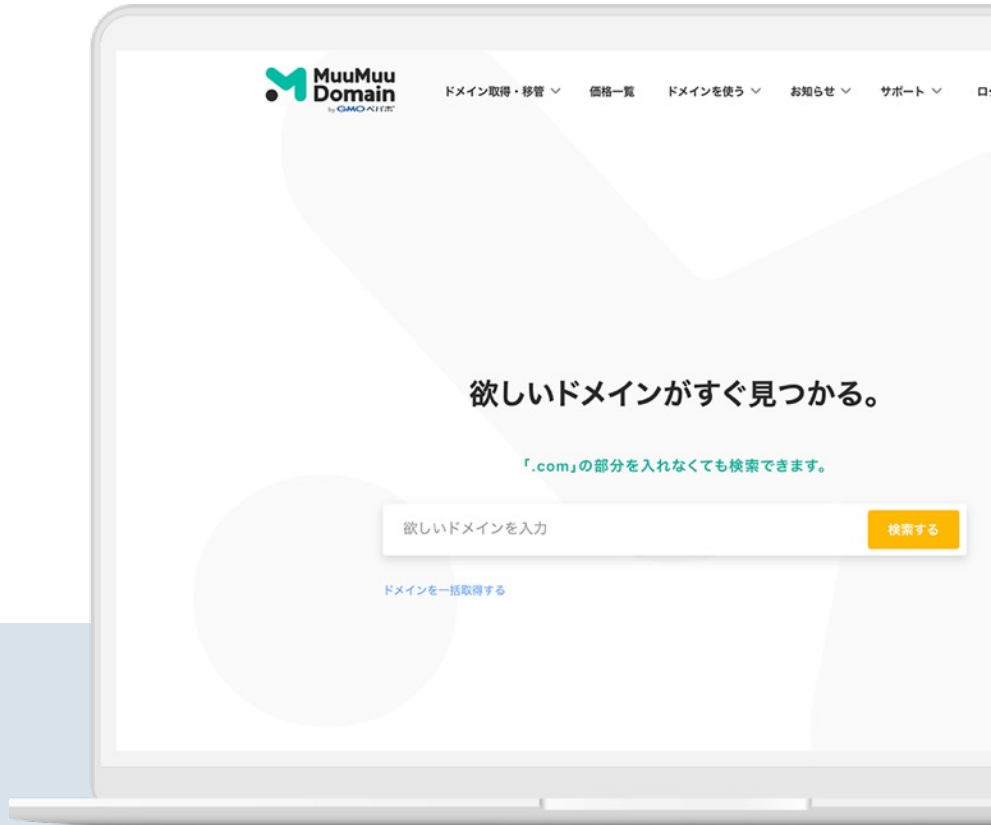 MuuMuu
Domain
by GMOペパボ
ドメイン取得・移管
価格一覧
ドメインを使う
お知らせ
サポート
欲しいドメインがすぐ見つかる。
「.com」の部分を入れなくても検索できます。
欲しいドメインを入力
検索する
ドメインを一括取得する